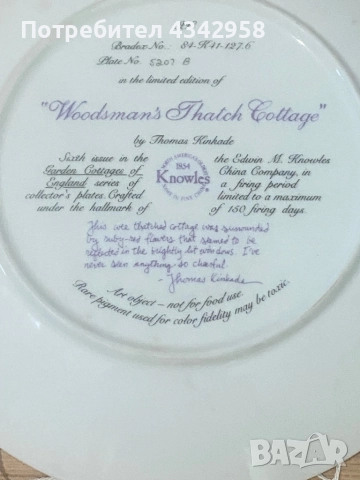 Потребител 4342958
Bradex No.: 84-K41-127.6
Plate No. 5207 B
in the limited edition of
"Woodsman's Thatch Cottage"
by Thomas Kinkade
Sixth issue in the
Garden Cottages of
England series of
collector's plates. Crafted
under the hallmark of
1854
Knowles
the Edwin M. Knowles
China Company, in
a firing period
limited to a maximum
of 150 firing days.
This wee thatched cottage was surrounded
by ruby-red flowers that seemed to be
reflected in the brightly lit windows. I've
never seen anything so cheerful.
- Thomas Kinkade
Art object – not for food use.
Rare pigment used for color fidelity may be toxic.
BAZAR
bg